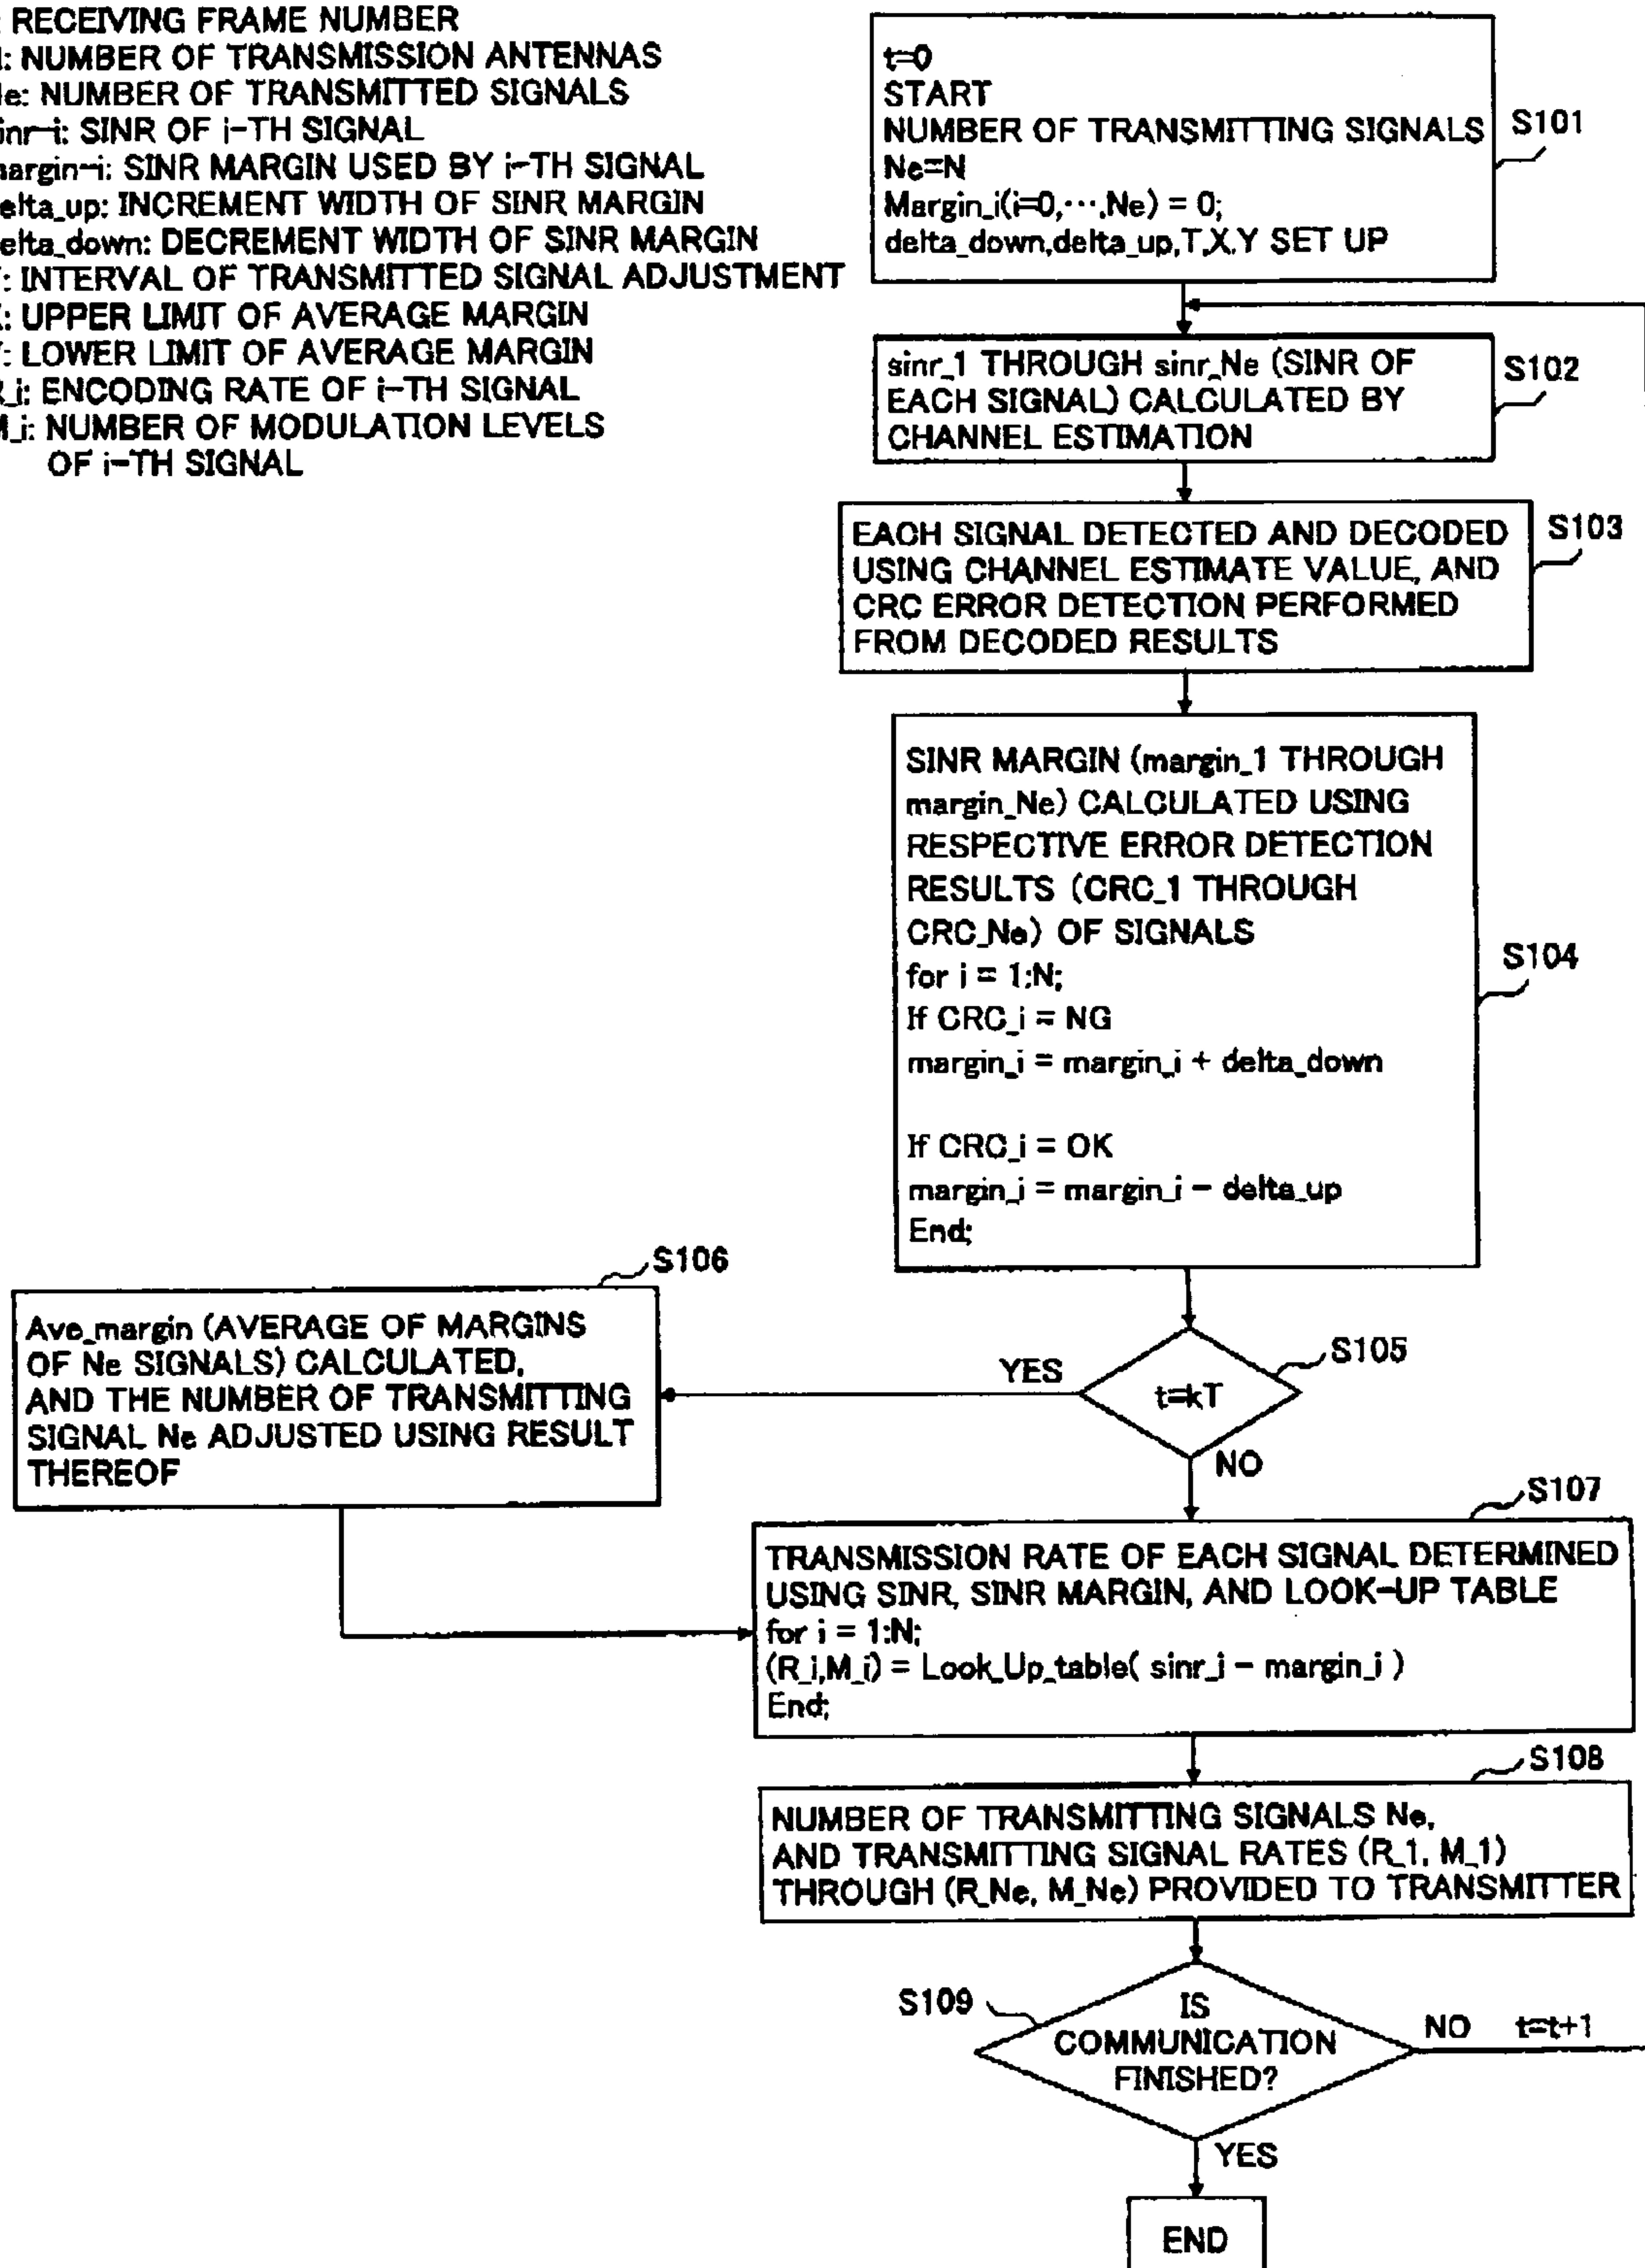 RECEIVING FRAME NUMBER
: NUMBER OF TRANSMISSION ANTENNAS
e: NUMBER OF TRANSMITTED SIGNALS
inr-i: SINR OF i-TH SIGNAL
argin-i: SINR MARGIN USED BY i-TH SIGNAL
elta_up: INCREMENT WIDTH OF SINR MARGIN
elta_down: DECREMENT WIDTH OF SINR MARGIN
: INTERVAL OF TRANSMITTED SIGNAL ADJUSTMENT
: UPPER LIMIT OF AVERAGE MARGIN
: LOWER LIMIT OF AVERAGE MARGIN
_i: ENCODING RATE OF i-TH SIGNAL
M_i: NUMBER OF MODULATION LEVELS
OF i-TH SIGNAL
t=0
START
NUMBER OF TRANSMITTING SIGNALS
Ne=N
Margin_i(i=0,···,Ne) = 0;
delta_down,delta_up,T,X,Y SET UP
S101
sinr_1 THROUGH sinr_Ne (SINR OF
EACH SIGNAL) CALCULATED BY
CHANNEL ESTIMATION
S102
EACH SIGNAL DETECTED AND DECODED
USING CHANNEL ESTIMATE VALUE, AND
CRC ERROR DETECTION PERFORMED
FROM DECODED RESULTS
S103
SINR MARGIN (margin_1 THROUGH
margin_Ne) CALCULATED USING
RESPECTIVE ERROR DETECTION
RESULTS (CRC_1 THROUGH
CRC_Ne) OF SIGNALS
for i = 1:N;
If CRC_i = NG
margin_i = margin_i + delta_down
If CRC_i = OK
margin_i = margin_i - delta_up
End;
S104
S105
t=kT
YES
NO
S106
Ave_margin (AVERAGE OF MARGINS
OF Ne SIGNALS) CALCULATED,
AND THE NUMBER OF TRANSMITTING
SIGNAL Ne ADJUSTED USING RESULT
THEREOF
S107
TRANSMISSION RATE OF EACH SIGNAL DETERMINED
USING SINR, SINR MARGIN, AND LOOK-UP TABLE
for i = 1:N;
(R_i,M_i) = Look_Up_table( sinr_i - margin_i )
End;
S108
NUMBER OF TRANSMITTING SIGNALS Ne,
AND TRANSMITTING SIGNAL RATES (R_1, M_1)
THROUGH (R_Ne, M_Ne) PROVIDED TO TRANSMITTER
S109
IS
COMMUNICATION
FINISHED?
NO t=t+1
YES
END